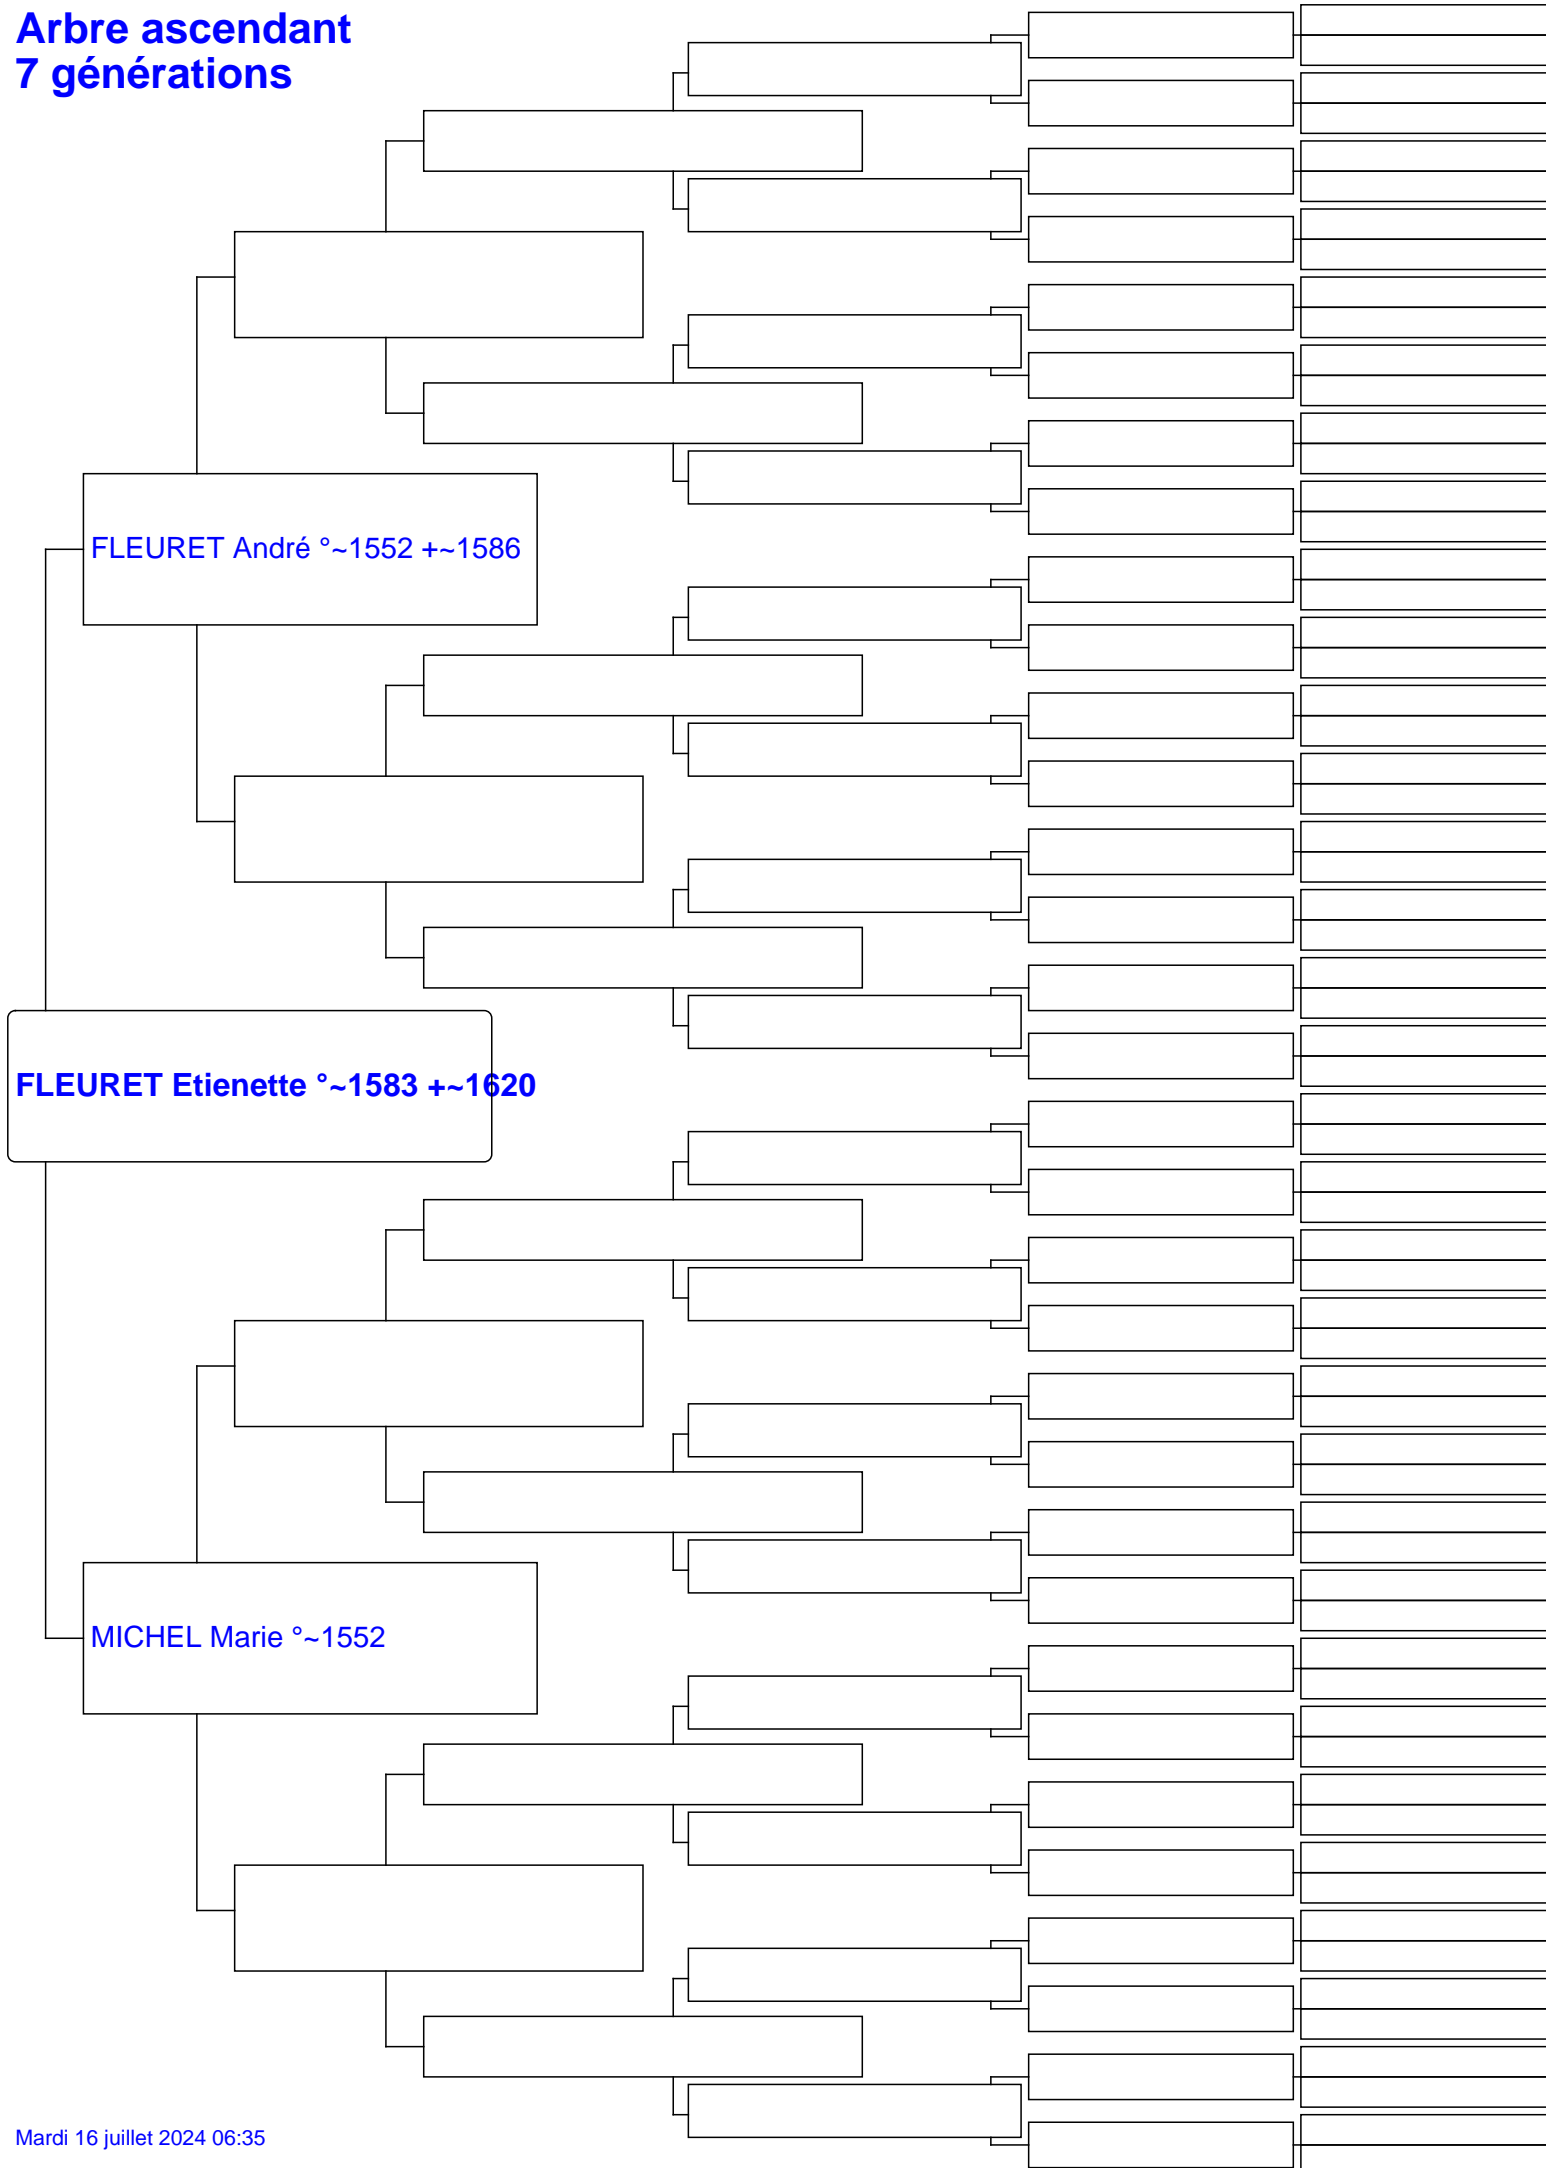 Arbre ascendant
7 générations
FLEURET André °~1552 +~1586
FLEURET Etienette °~1583 +~1620
MICHEL Marie °~1552
Mardi 16 juillet 2024 06:35